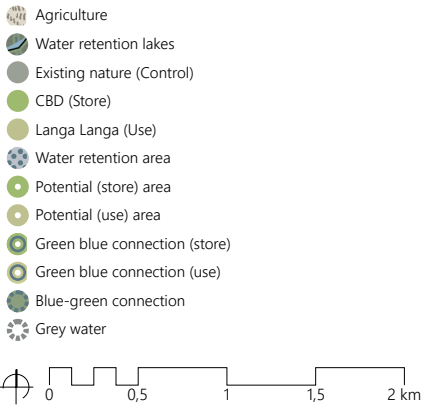 Agriculture
Water retention lakes
Existing nature (Control)
CBD (Store)
Langa Langa (Use)
Water retention area
Potential (store) area
Potential (use) area
Green blue connection (store)
Green blue connection (use)
Blue-green connection
Grey water
0 0,5 1 1,5 2 km